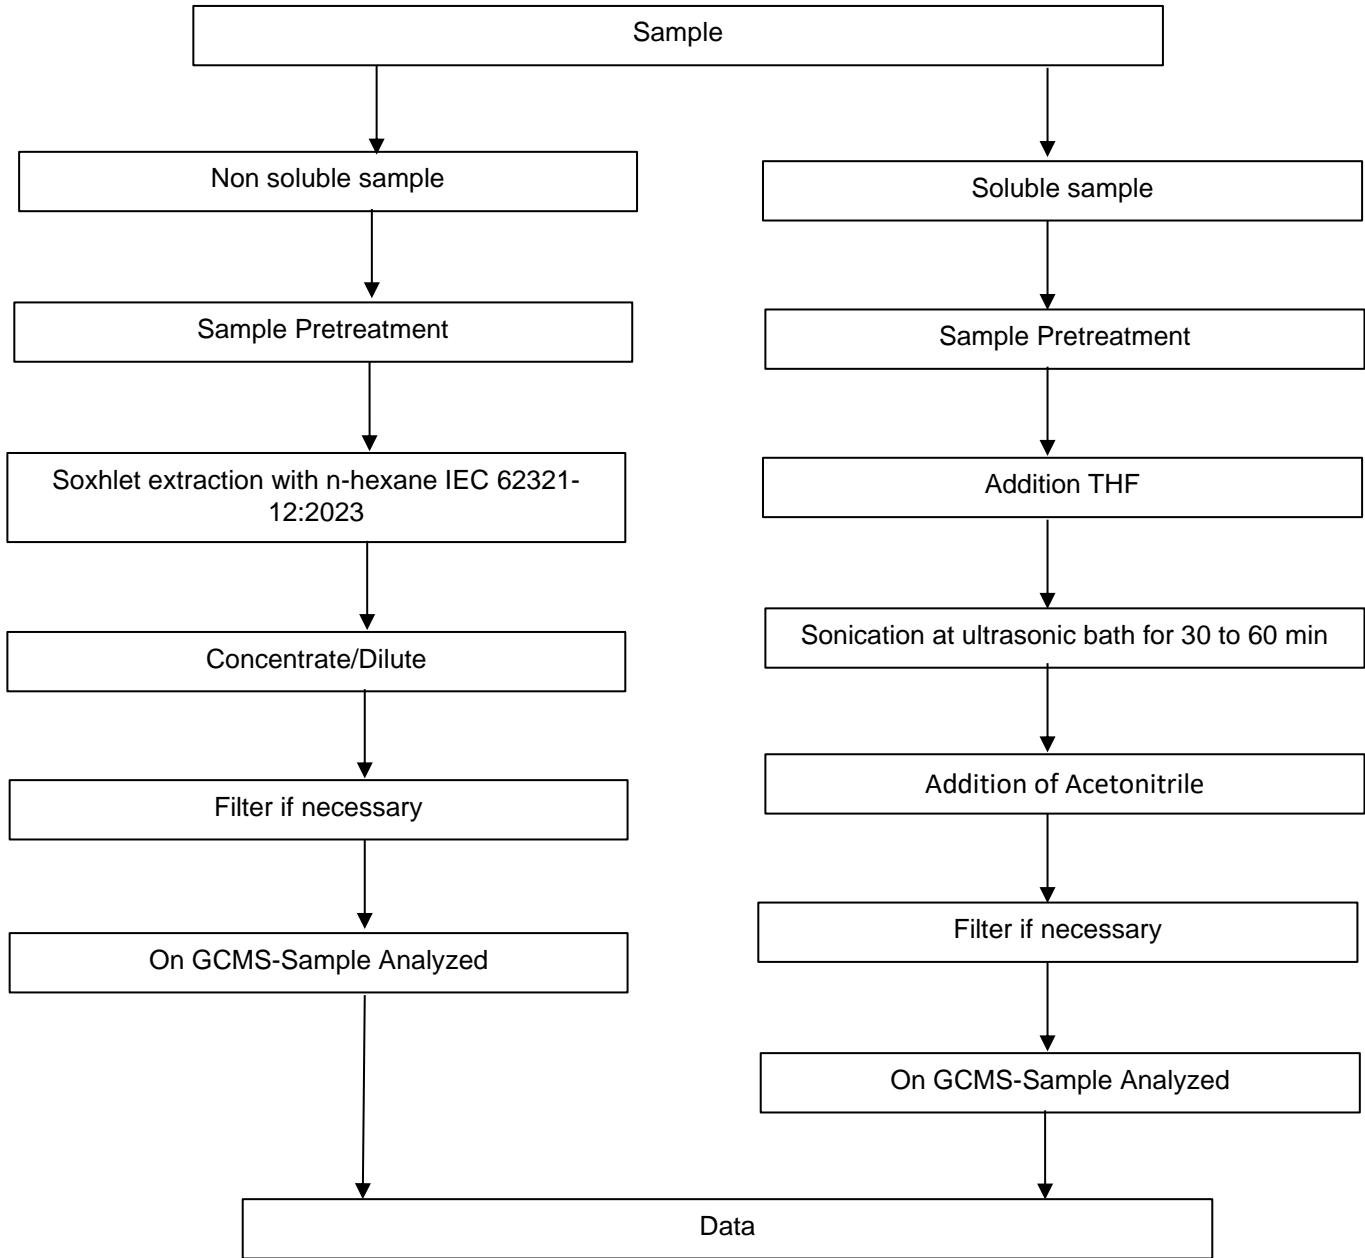 Sample
Non soluble sample
Sample Pretreatment
Soxhlet extraction with n-hexane IEC 62321-
12:2023
Concentrate/Dilute
Filter if necessary
On GCMS-Sample Analyzed
Soluble sample
Sample Pretreatment
Addition THF
Sonication at ultrasonic bath for 30 to 60 min
Addition of Acetonitrile
Filter if necessary
On GCMS-Sample Analyzed
Data